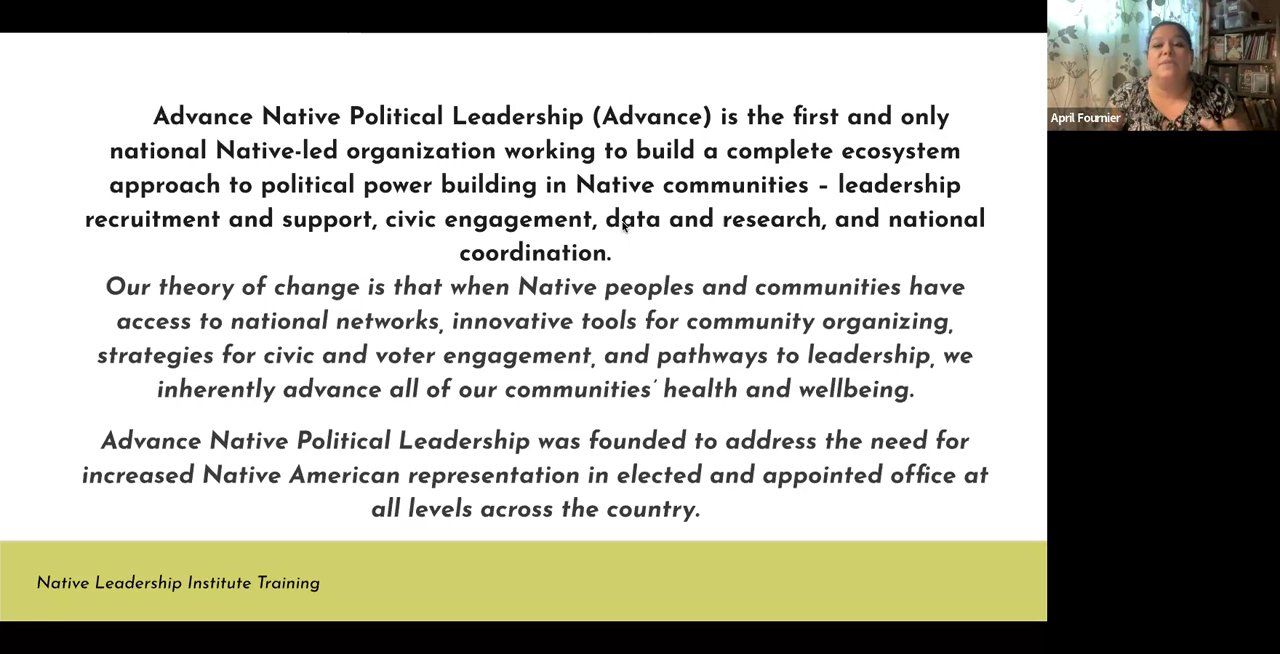 Advance Native Political Leadership (Advance) is the first and only
national Native-led organization working to build a complete ecosystem
approach to political power building in Native communities – leadership
recruitment and support, civic engagement, data and research, and national
coordination.
Our theory of change is that when Native peoples and communities have
access to national networks, innovative tools for community organizing,
strategies for civic and voter engagement, and pathways to leadership, we
inherently advance all of our communities' health and wellbeing.
Advance Native Political Leadership was founded to address the need for
increased Native American representation in elected and appointed office at
all levels across the country.
Native Leadership Institute Training
April Fournier